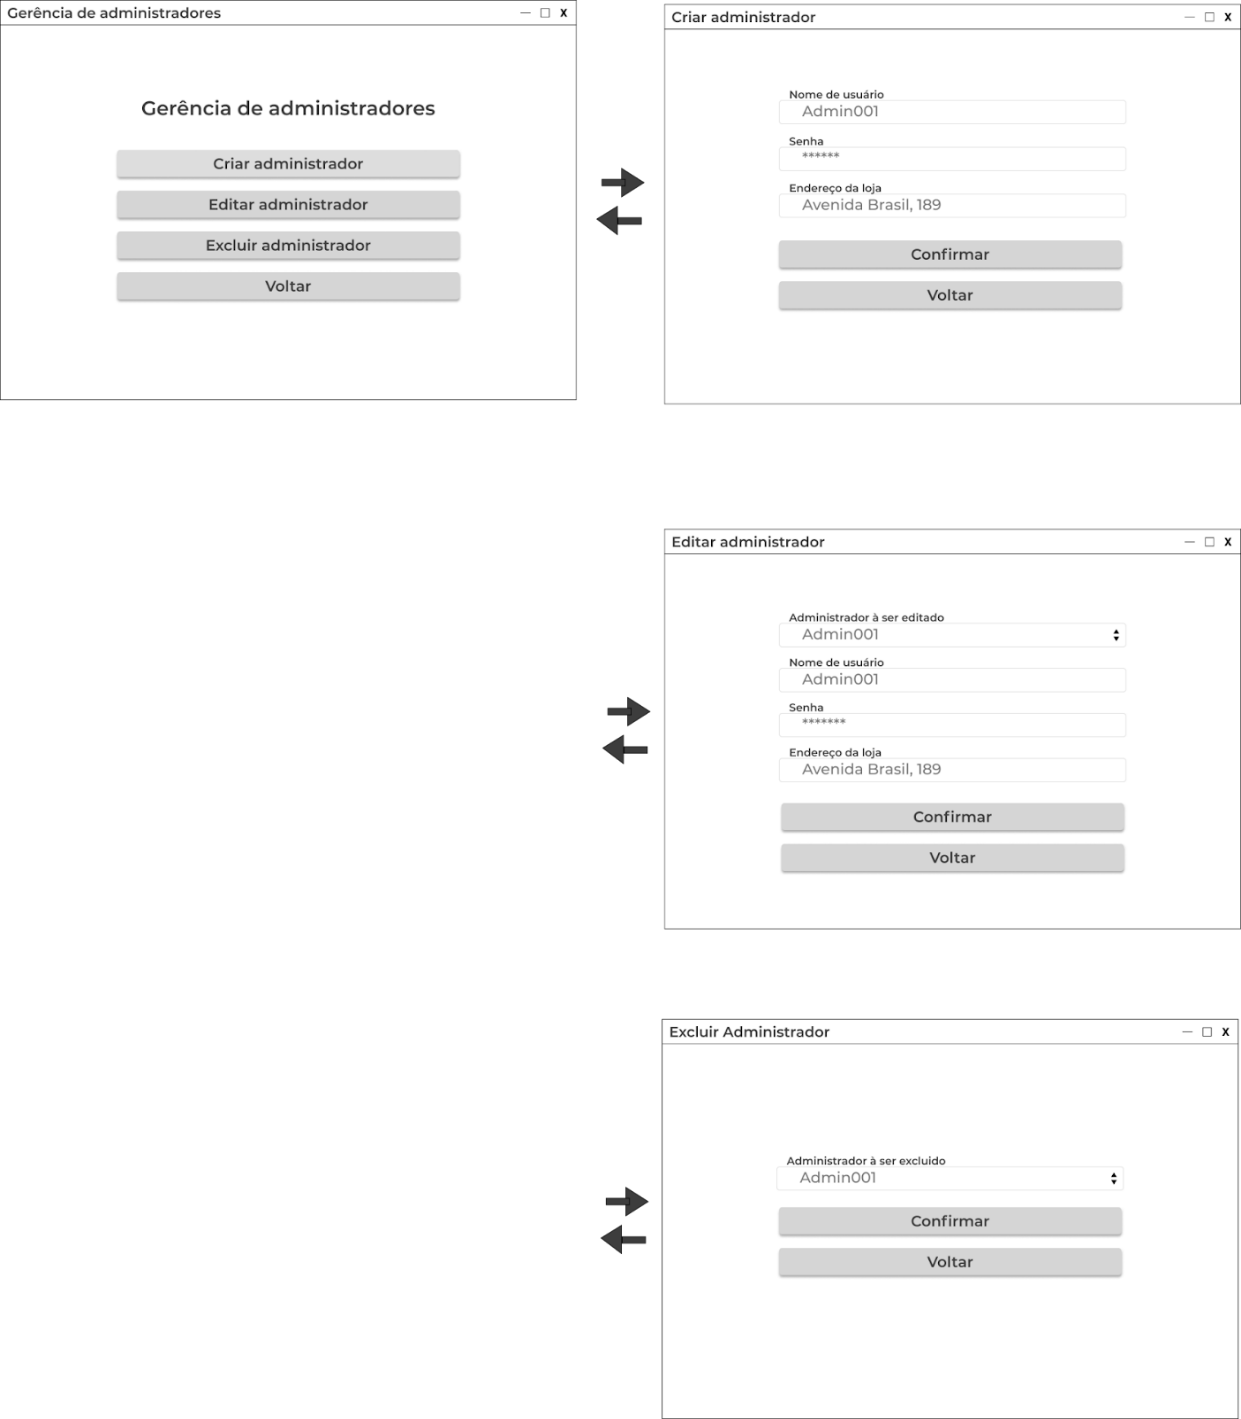 Gerência de administradores
X
Gerência de administradores
Criar administrador
Editar administrador
Excluir administrador
Voltar
Criar administrador
X
Nome de usuário
Admin001
Senha
******
Endereço da loja
Avenida Brasil, 189
Confirmar
Voltar
Editar administrador
X
Administrador à ser editado
Admin001
Nome de usuário
Admin001
Senha
*******
Endereço da loja
Avenida Brasil, 189
Confirmar
Voltar
Excluir Administrador
X
Administrador à ser excluido
Admin001
Confirmar
Voltar